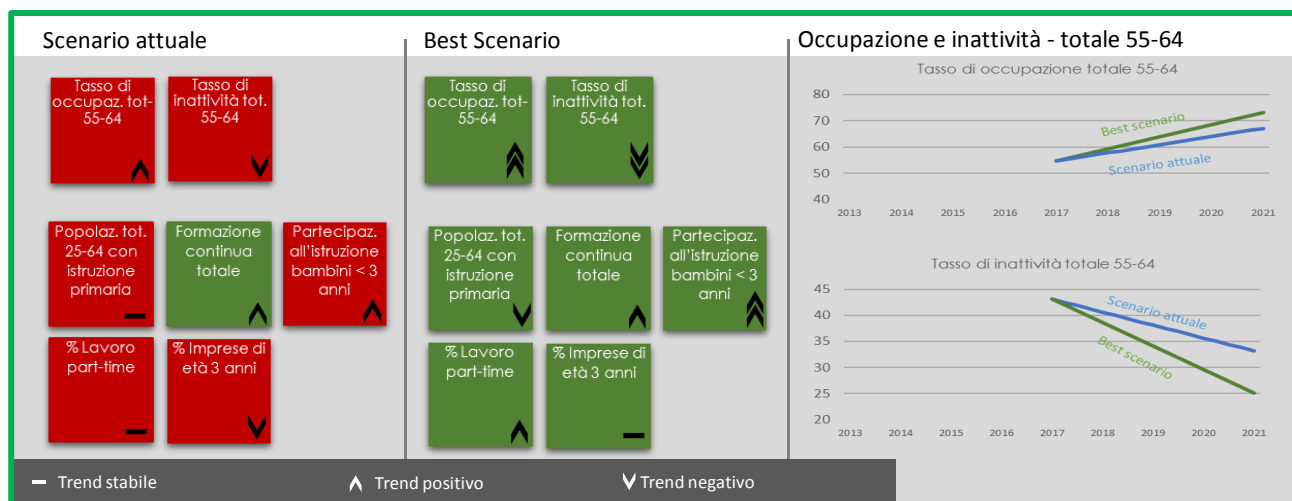 Scenario attuale
Tasso di
occupaz. tot-
55-64
Tasso di
inattività tot.
55-64
Popolaz. tot.
25-64 con
istruzione
primaria
Formazione
continua
totale
Partecipaz.
all'istruzione
bambini < 3
anni
% Lavoro
part-time
% Imprese di
età 3 anni
Best Scenario
Tasso di
occupaz. tot-
55-64
Tasso di
inattività tot.
55-64
Popolaz. tot.
25-64 con
istruzione
primaria
Formazione
continua
totale
Partecipaz.
all'istruzione
bambini < 3
anni
% Lavoro
part-time
% Imprese di
età 3 anni
Occupazione e inattività - totale 55-64
Tasso di occupazione totale 55-64
80
70
60
50
40
Best scenario
Scenario attuale
2013 2014 2015 2016 2017 2018 2019 2020 2021
Tasso di inattività totale 55-64
45
40
35
30
25
20
Scenario attuale
Best scenario
2013 2014 2015 2016 2017 2018 2019 2020 2021
Trend stabile
Trend positivo
Trend negativo